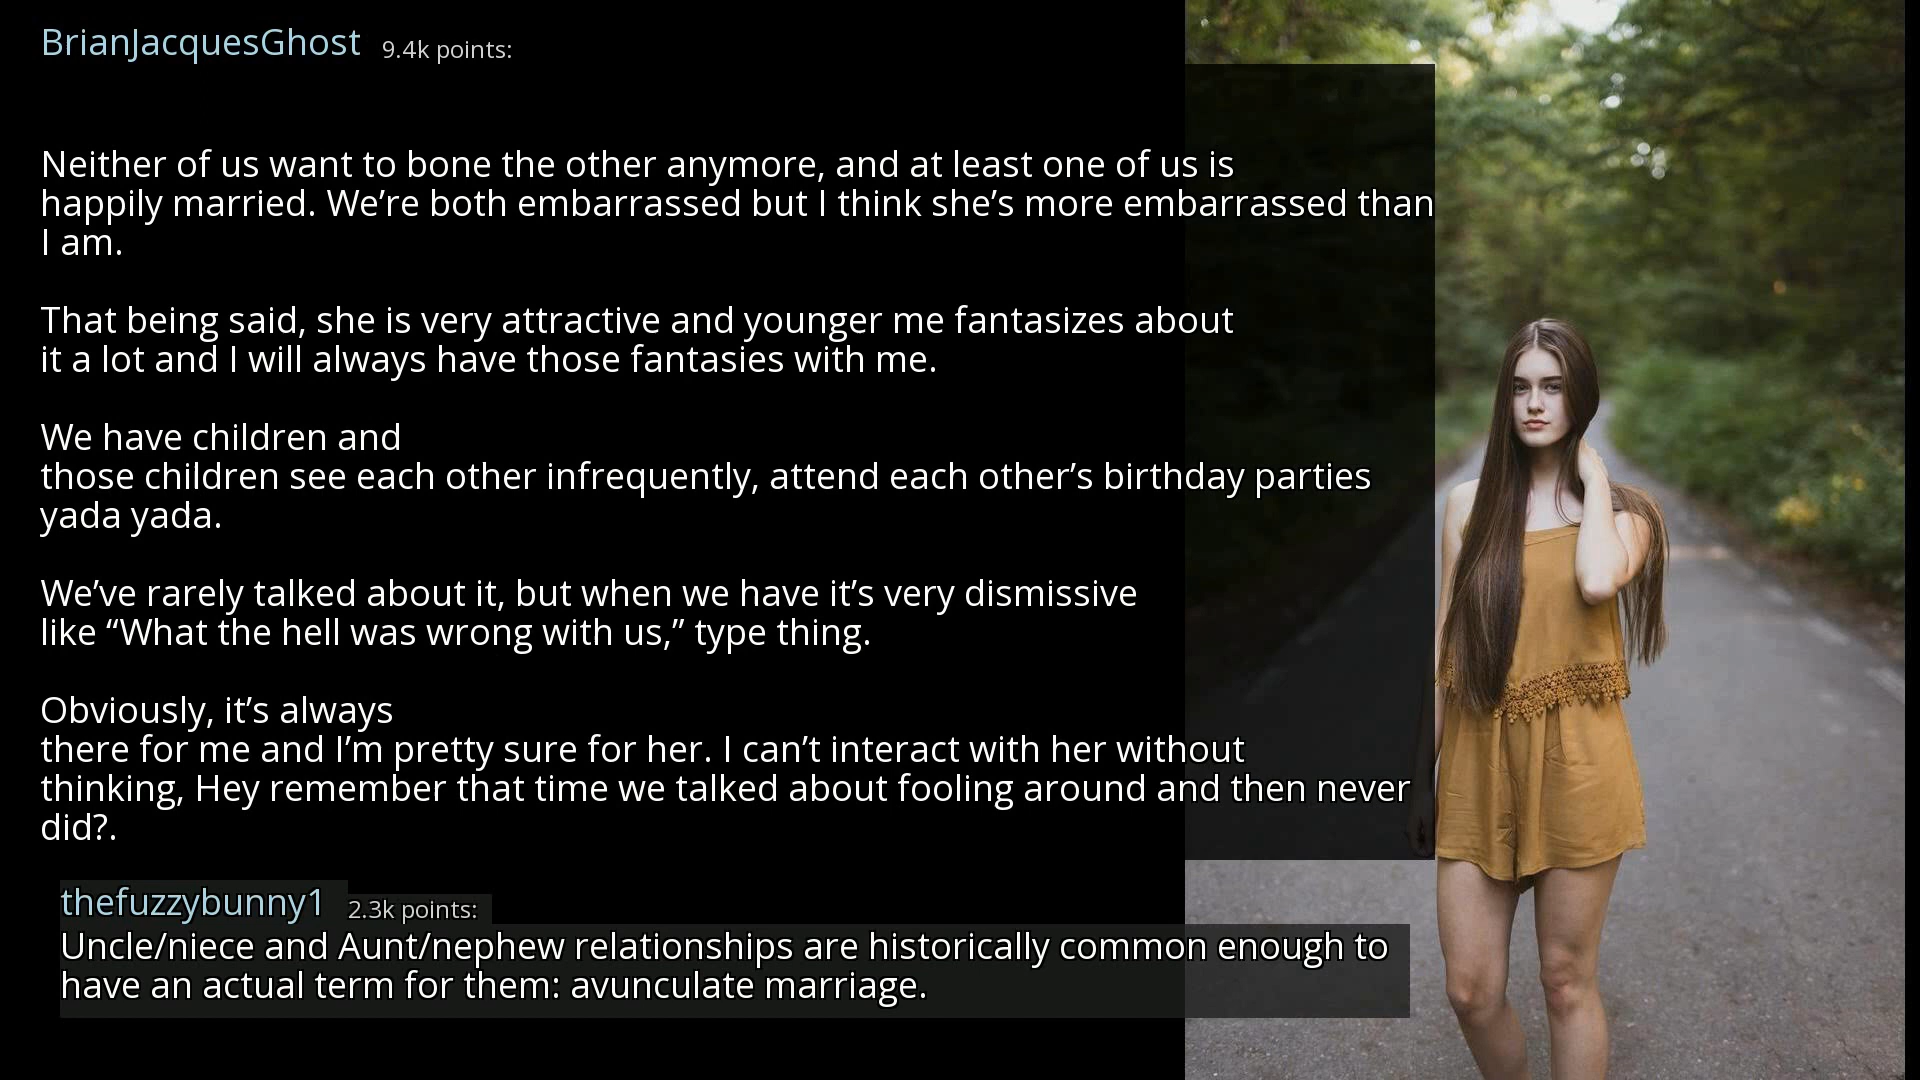 BrianJacquesGhost 9.4k points:
Neither of us want to bone the other anymore, and at least one of us is
happily married. We’re both embarrassed but I think she’s more embarrassed than
I am.
That being said, she is very attractive and younger me fantasizes about
it a lot and I will always have those fantasies with me.
We have children and
those children see each other infrequently, attend each other’s birthday parties
yada yada.
We’ve rarely talked about it, but when we have it’s very dismissive
like “What the hell was wrong with us,” type thing.
Obviously, it’s always
there for me and I’m pretty sure for her. I can’t interact with her without
thinking, Hey remember that time we talked about fooling around and then never
did?.
thefuzzybunny1 2.3k points:
Uncle/niece and Aunt/nephew relationships are historically common enough to
have an actual term for them: avunculate marriage.